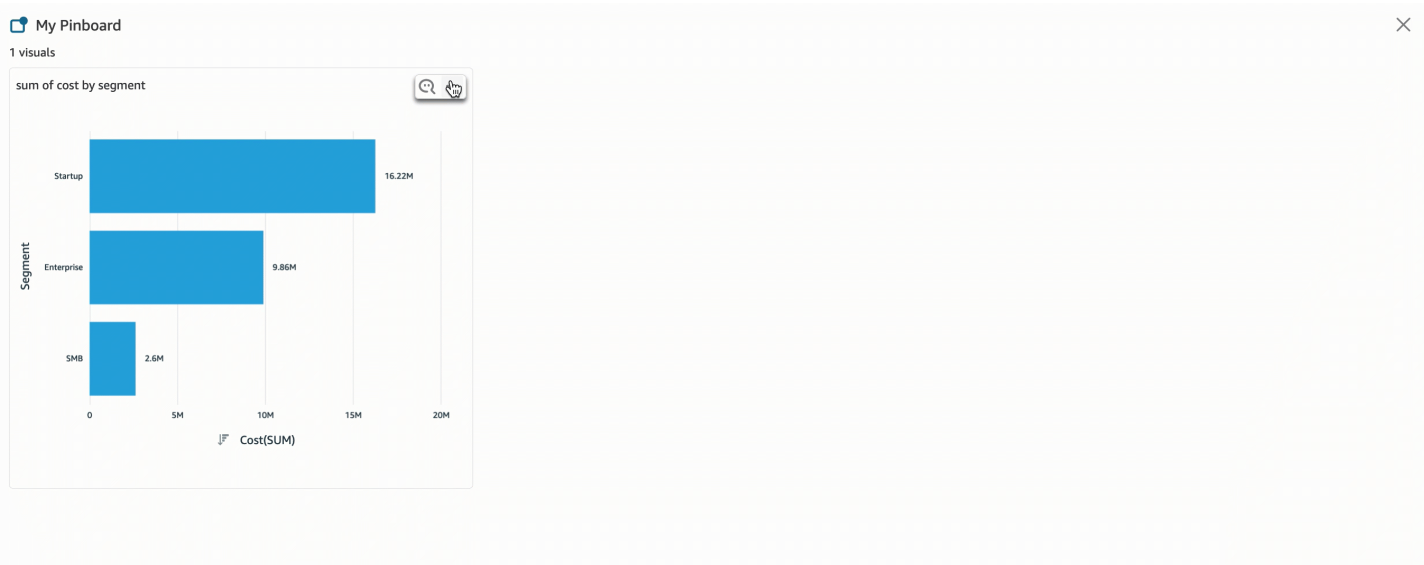 My Pinboard
1 visuals
sum of cost by segment
Segment
Startup
16.22M
Enterprise
9.86M
SMB
2.6M
0 5M 10M 15M 20M
Cost(SUM)